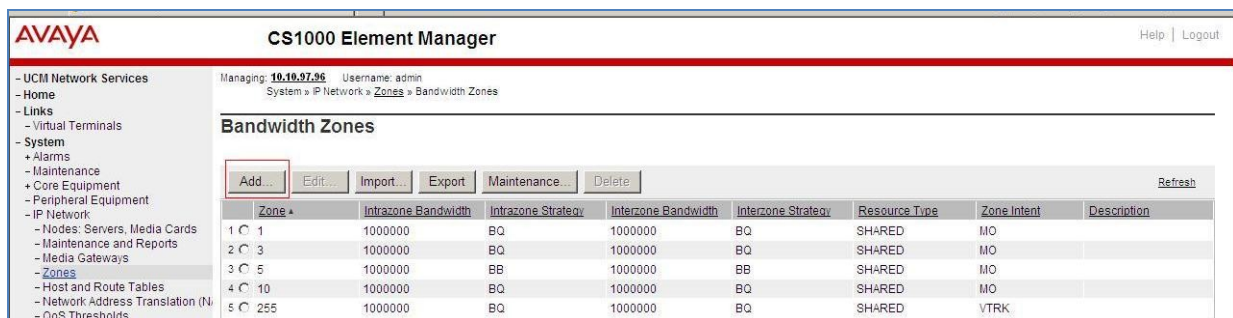 AVAYA
CS1000 Element Manager
Help | Logout
- UCM Network Services
- Home
- Links
- Virtual Terminals
- System
+ Alarms
- Maintenance
+ Core Equipment
- Peripheral Equipment
- IP Network
- Nodes: Servers, Media Cards
- Maintenance and Reports
- Media Gateways
- Zones
- Host and Route Tables
- Network Address Translation (N
- QoS Thresholds
Managing: 10.10.97.96 Username: admin
System » IP Network » Zones » Bandwidth Zones
Bandwidth Zones
Add... Edit... Import... Export Maintenance... Delete Refresh
Zone Intrazone Bandwidth Intrazone Strategy Interzone Bandwidth Interzone Strategy Resource Type Zone Intent Description
1 1 1000000 BQ 1000000 BQ SHARED MO
2 3 1000000 BQ 1000000 BQ SHARED MO
3 5 1000000 BB 1000000 BB SHARED MO
4 10 1000000 BQ 1000000 BQ SHARED MO
5 255 1000000 BQ 1000000 BQ SHARED VTRK